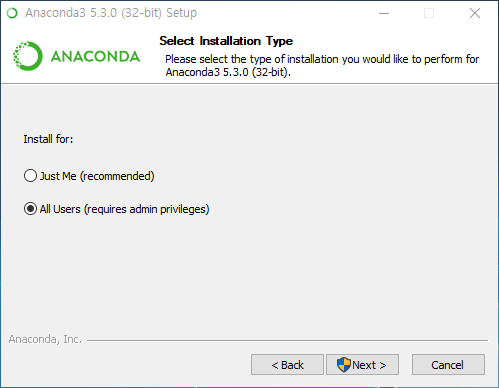 Anaconda3 5.3.0 (32-bit) Setup
ANACONDA
Select Installation Type
Please select the type of installation you would like to perform for
Anaconda3 5.3.0 (32-bit).
Install for:
Just Me (recommended)
All Users (requires admin privileges)
Anaconda, Inc.
< Back
Next >
Cancel